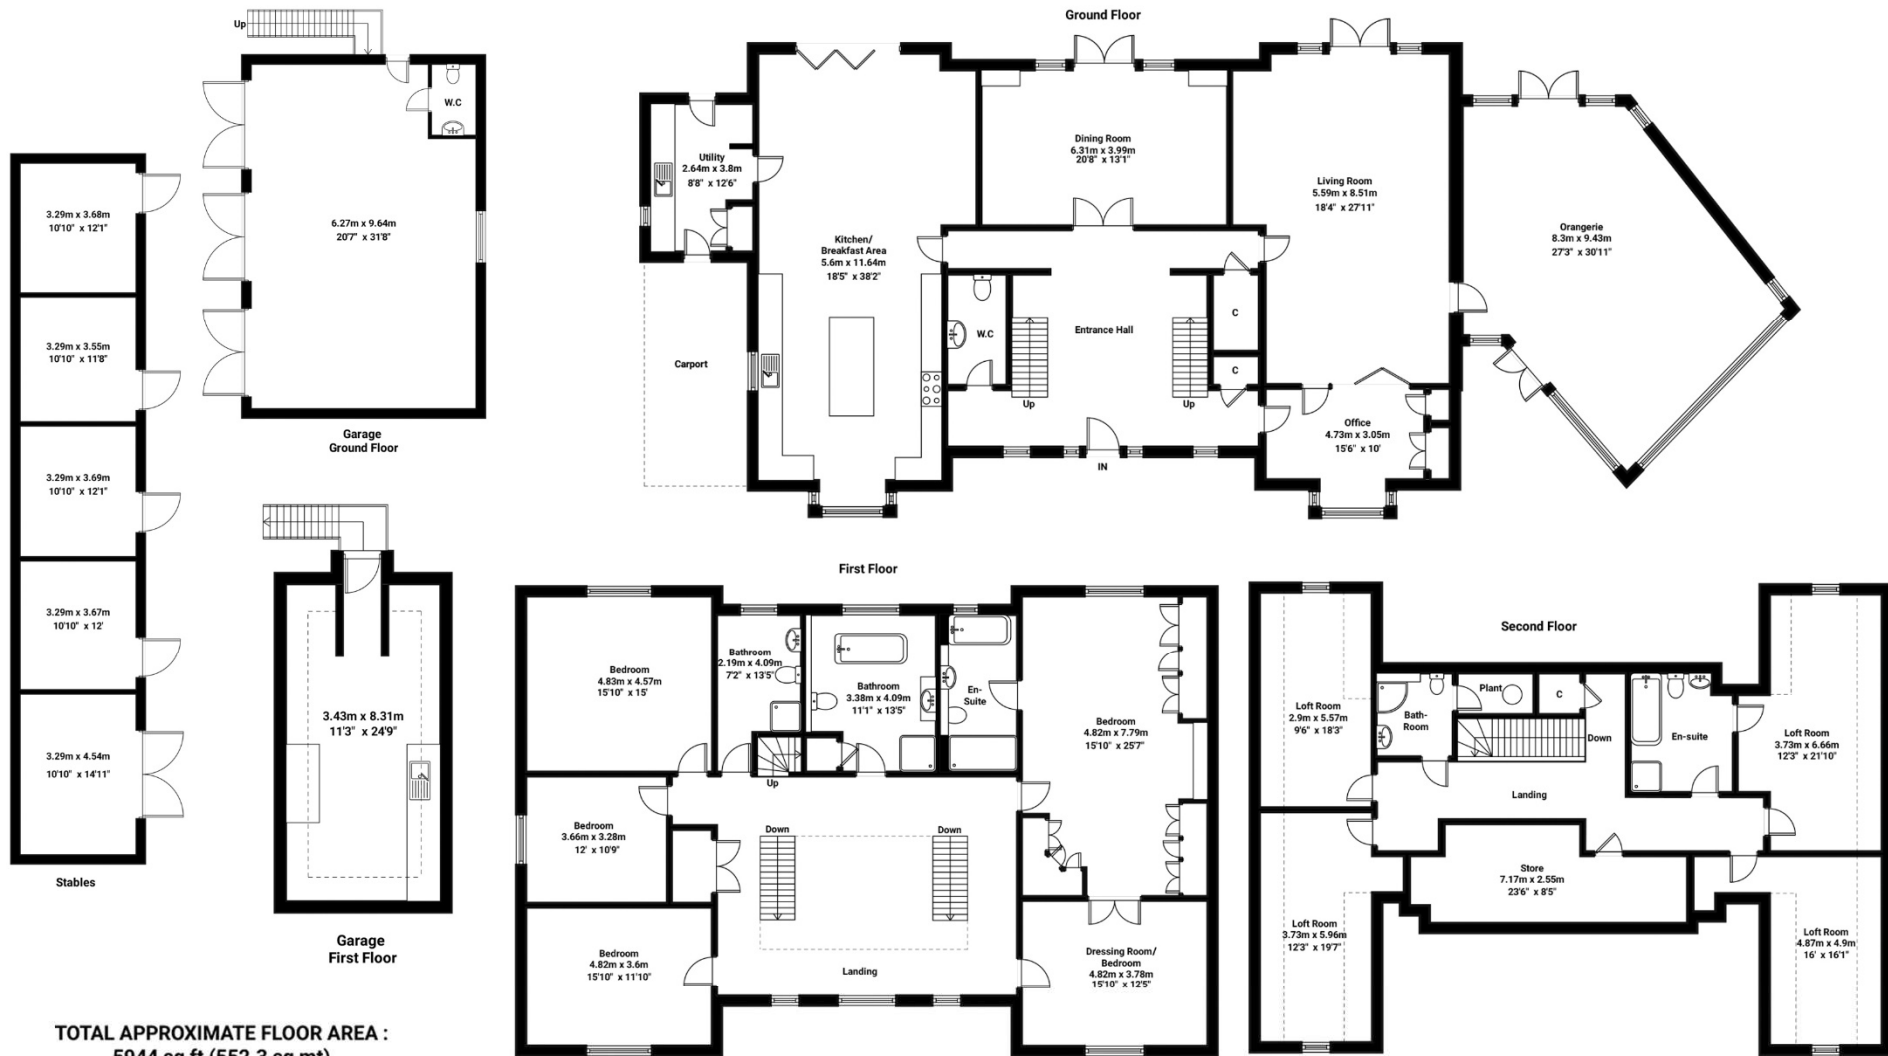 Up
W.C
6.27m x 9.64m
20'7" x 31'8"
Garage
Ground Floor
3.29m x 3.68m
10'10" x 12'1"
3.29m x 3.55m
10'10" x 11'8"
3.29m x 3.69m
10'10" x 12'1"
3.29m x 3.67m
10'10" x 12'
3.29m x 4.54m
10'10" x 14'11"
Stables
3.43m x 8.31m
11'3" x 24'9"
Garage
First Floor
Ground Floor
Utility
2.64m x 3.8m
8'8" x 12'6"
Carport
Kitchen/
Breakfast Area
5.6m x 11.64m
18'5" x 38'2"
Dining Room
6.31m x 3.99m
20'8" x 13'1"
W.C
Entrance Hall
Up
Up
C
C
IN
Living Room
5.59m x 8.51m
18'4" x 27'11"
Office
4.73m x 3.05m
15'6" x 10'
Orangerie
8.3m x 9.43m
27'3" x 30'11"
First Floor
Bedroom
4.83m x 4.57m
15'10" x 15'
Bathroom
2.19m x 4.09m
7'2" x 13'5"
Bathroom
3.38m x 4.09m
11'1" x 13'5"
En-
Suite
Bedroom
4.82m x 7.79m
15'10" x 25'7"
Up
Bedroom
3.66m x 3.28m
12' x 10'9"
Down
Down
Bedroom
4.82m x 3.6m
15'10" x 11'10"
Landing
Dressing Room/
Bedroom
4.82m x 3.78m
15'10" x 12'5"
Second Floor
Loft Room
2.9m x 5.57m
9'6" x 18'3"
Bath-
Room
Plant
C
Down
En-suite
Loft Room
3.73m x 6.66m
12'3" x 21'10"
Landing
Store
7.17m x 2.55m
23'6" x 8'5"
Loft Room
3.73m x 5.96m
12'3" x 19'7"
Loft Room
4.87m x 4.9m
16' x 16'1"
TOTAL APPROXIMATE FLOOR AREA :
5944 sq ft (552.3 sq mt)